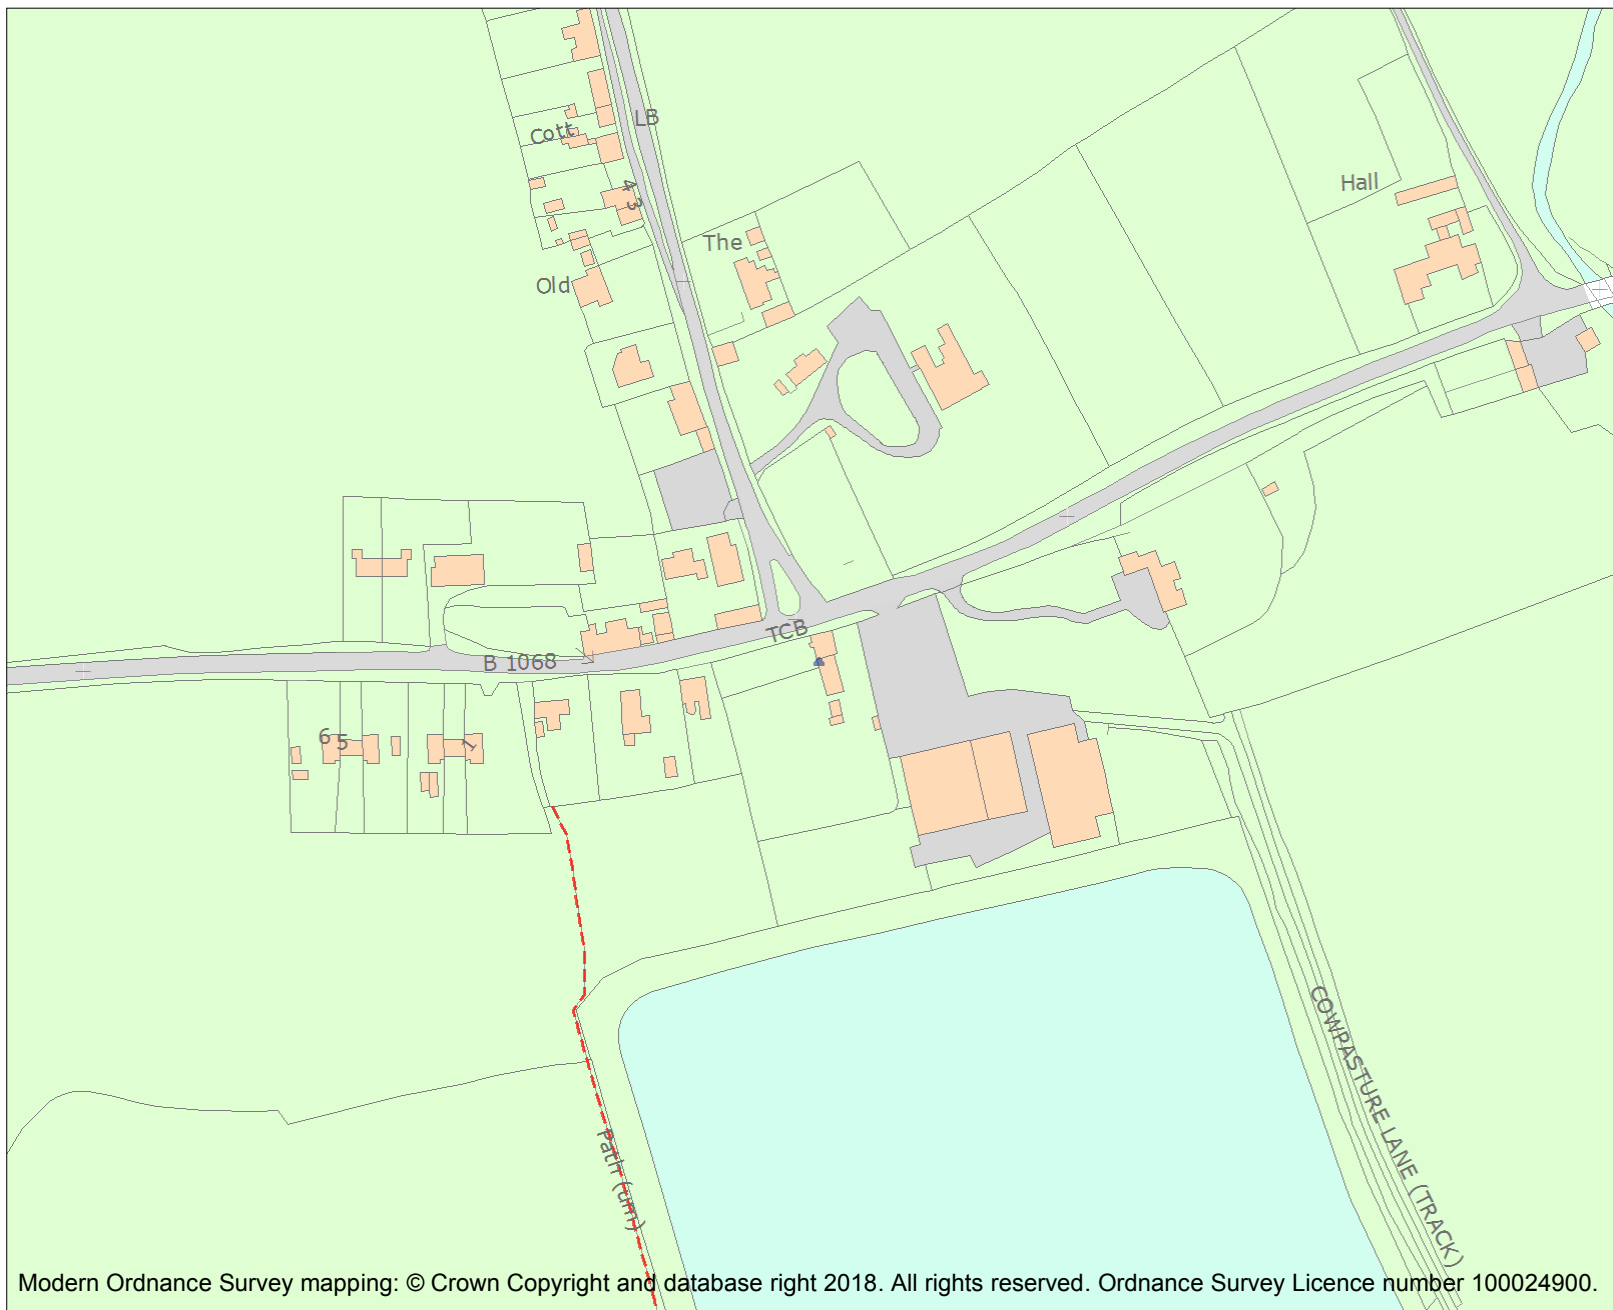 LB
Cott
4
3
Hall
The
Old
TCB
B 1068
6
5
1
COWPASTURE LANE (TRACK)
Path (um)
Modern Ordnance Survey mapping: © Crown Copyright and database right 2018. All rights reserved. Ordnance Survey Licence number 100024900.